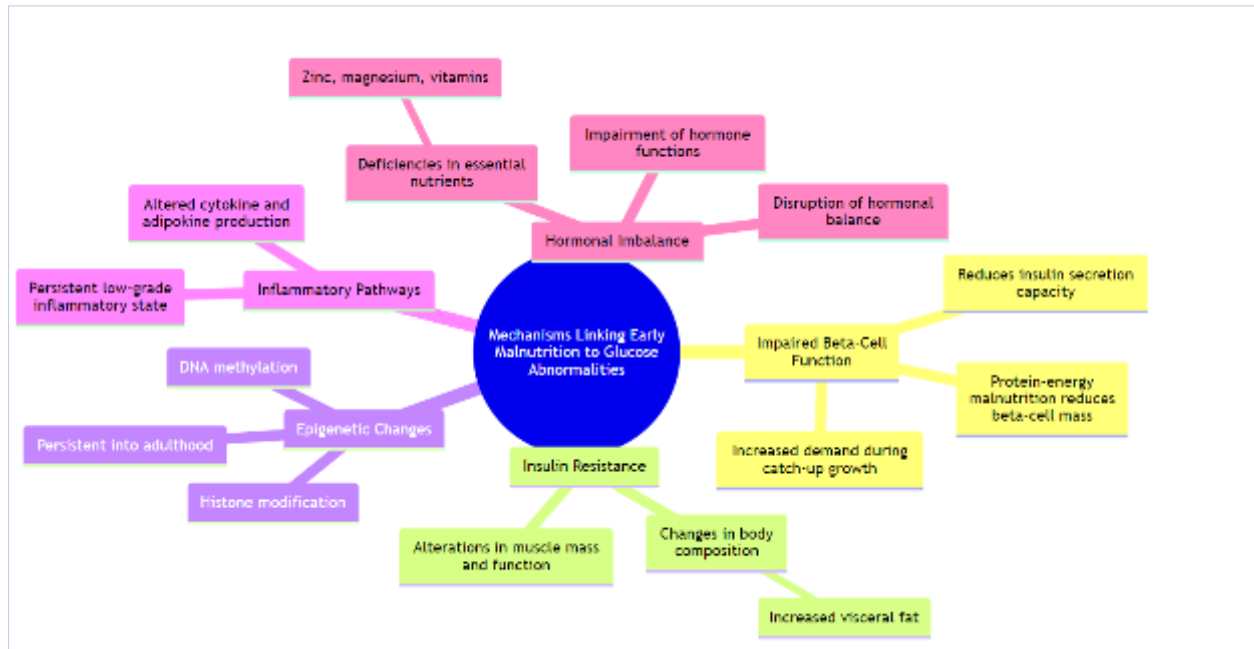 Zinc, magnesium, vitamins
Impairment of hormone
functions
Deficiencies in essential
nutrients
Altered cytokine and
adipokine production
Disruption of hormonal
balance
Hormonal Imbalance
Reduces insulin secretion
capacity
Persistent low-grade
inflammatory state
Inflammatory Pathways
Mechanisms Linking Early
Malnutrition to Glucose
Abnormalities
Impaired Beta-Cell
Function
DNA methylation
Protein-energy
malnutrition reduces
beta-cell mass
Persistent into adulthood
Epigenetic Changes
Increased demand during
catch-up growth
Insulin Resistance
Histone modification
Alterations in muscle mass
and function
Changes in body
composition
Increased visceral fat